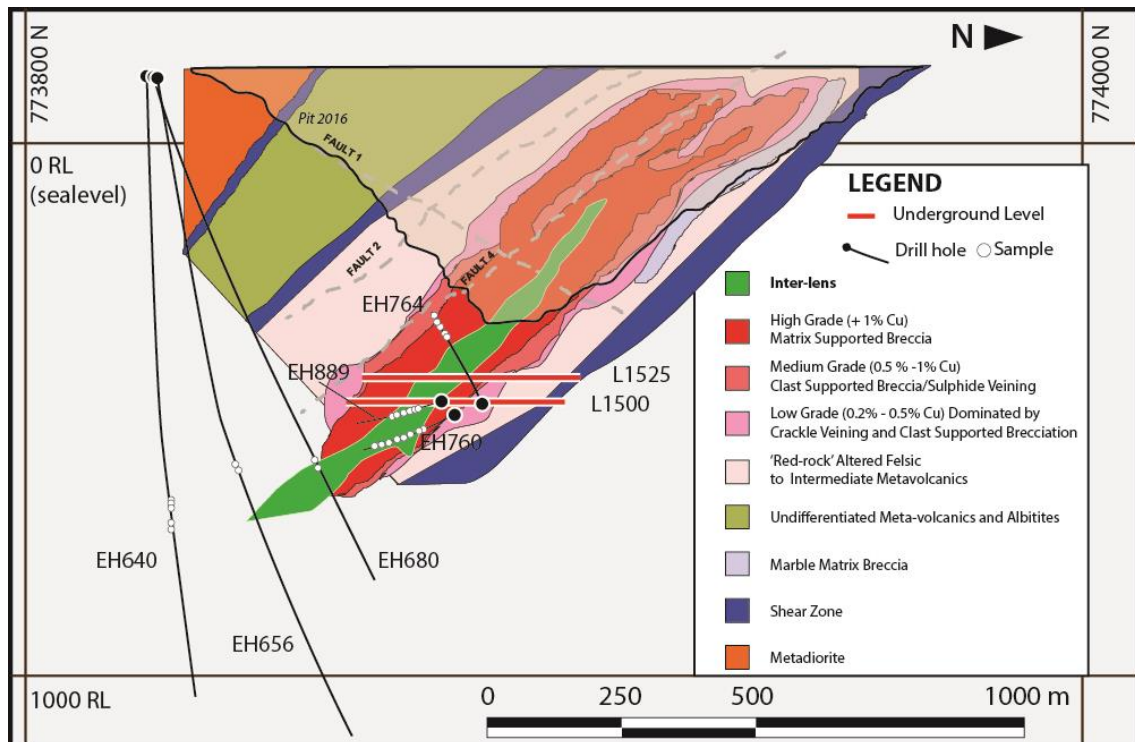 773800 N
N
774000 N
Pit 2016
FAULT 1
0 RL
(sealevel)
FAULT 2
FAULT 4
EH764
EH889
L1525
L1500
EH760
EH640
EH680
EH656
1000 RL
0 250 500 1000 m
LEGEND
Underground Level
Drill hole Sample
Inter-lens
High Grade (+ 1% Cu)
Matrix Supported Breccia
Medium Grade (0.5 % -1% Cu)
Clast Supported Breccia/Sulphide Veining
Low Grade (0.2% - 0.5% Cu) Dominated by
Crackle Veining and Clast Supported Brecciation
'Red-rock' Altered Felsic
to Intermediate Metavolcanics
Undifferentiated Meta-volcanics and Albitites
Marble Matrix Breccia
Shear Zone
Metadiorite